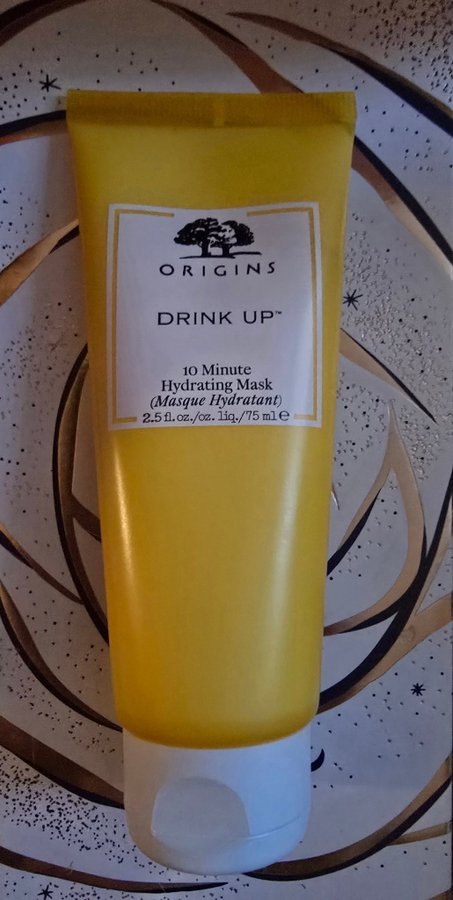 ORIGINS
DRINK UP™
10 Minute
Hydrating Mask
(Masque Hydratant)
2.5 fl.oz./oz. liq./75 ml ℮